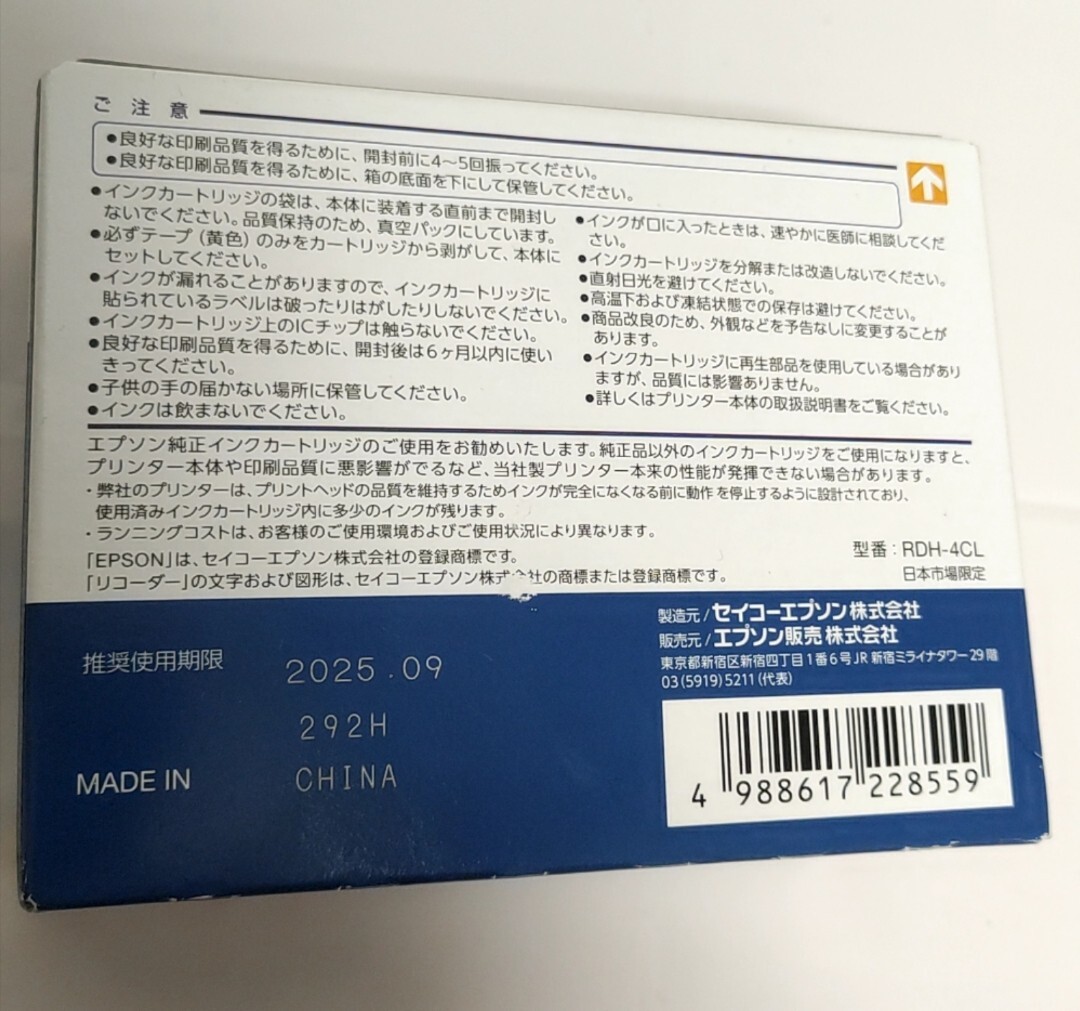 ご注意
●良好な印刷品質を得るために、開封前に4～5回振ってください。
●良好な印刷品質を得るために、箱の底面を下にして保管してください。
●インクカートリッジの袋は、本体に装着する直前まで開封し
ないでください。品質保持のため、真空パックにしています。
●必ずテープ(黄色)のみをカートリッジから剥がして、本体に
セットしてください。
●インクが漏れることがありますので、インクカートリッジに
貼られているラベルは破ったりはがしたりしないでください。
●インクカートリッジ上のICチップは触らないでください。
●良好な印刷品質を得るために、開封後は6ヶ月以内に使い
きってください。
●子供の手の届かない場所に保管してください。
●インクは飲まないでください。
●インクが口に入ったときは、速やかに医師に相談してくだ
さい。
●インクカートリッジを分解または改造しないでください。
●直射日光を避けてください。
●高温下および凍結状態での保存は避けてください。
●商品改良のため、外観などを予告なしに変更することが
あります。
●インクカートリッジに再生部品を使用している場合があり
ますが、品質には影響ありません。
●詳しくはプリンター本体の取扱説明書をご覧ください。
エプソン純正インクカートリッジのご使用をお勧めいたします。純正品以外のインクカートリッジをご使用になりますと、
プリンター本体や印刷品質に悪影響がでるなど、当社製プリンター本来の性能が発揮できない場合があります。
・弊社のプリンターは、プリントヘッドの品質を維持するためインクが完全になくなる前に動作を停止するように設計されており、
使用済みインクカートリッジ内に多少のインクが残ります。
・ランニングコストは、お客様のご使用環境およびご使用状況により異なります。
「EPSON」は、セイコーエプソン株式会社の登録商標です。
「リコーダー」の文字および図形は、セイコーエプソン株式会社の商標または登録商標です。
型番：RDH-4CL
日本市場限定
製造元/セイコーエプソン株式会社
販売元/エプソン販売株式会社
東京都新宿区新宿四丁目1番6号JR新宿ミライナタワー29階
03(5919)5211(代表)
推奨使用期限 2025.09
292H
MADE IN CHINA
4 988617 228559